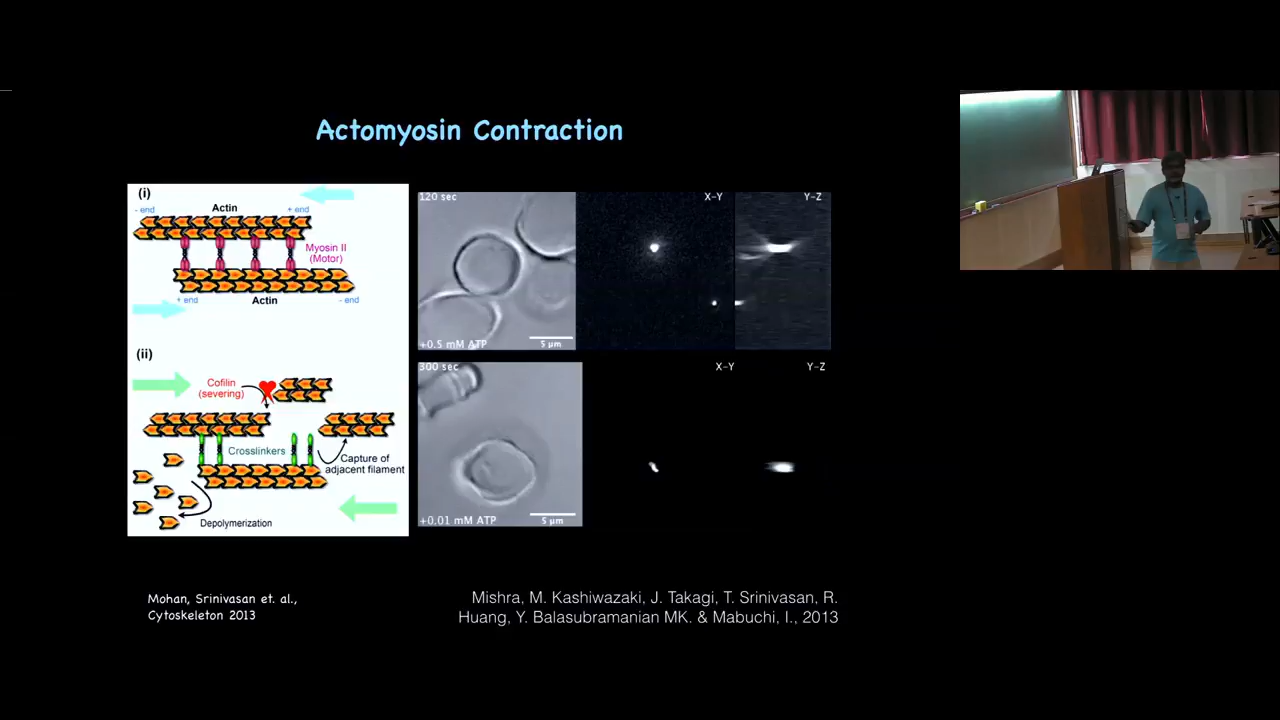 Actomyosin Contraction
(i)
Actin
- end
+ end
Myosin II
(Motor)
+ end
Actin
- end
(ii)
Cofilin
(severing)
Crosslinkers
Capture of
adjacent filament
Depolymerization
120 sec
X-Y
Y-Z
+0.5 mM ATP
5 µm
300 sec
X-Y
Y-Z
+0.01 mM ATP
5 µm
Mohan, Srinivasan et. al.,
Cytoskeleton 2013
Mishra, M. Kashiwazaki, J. Takagi, T. Srinivasan, R.
Huang, Y. Balasubramanian MK. & Mabuchi, I., 2013